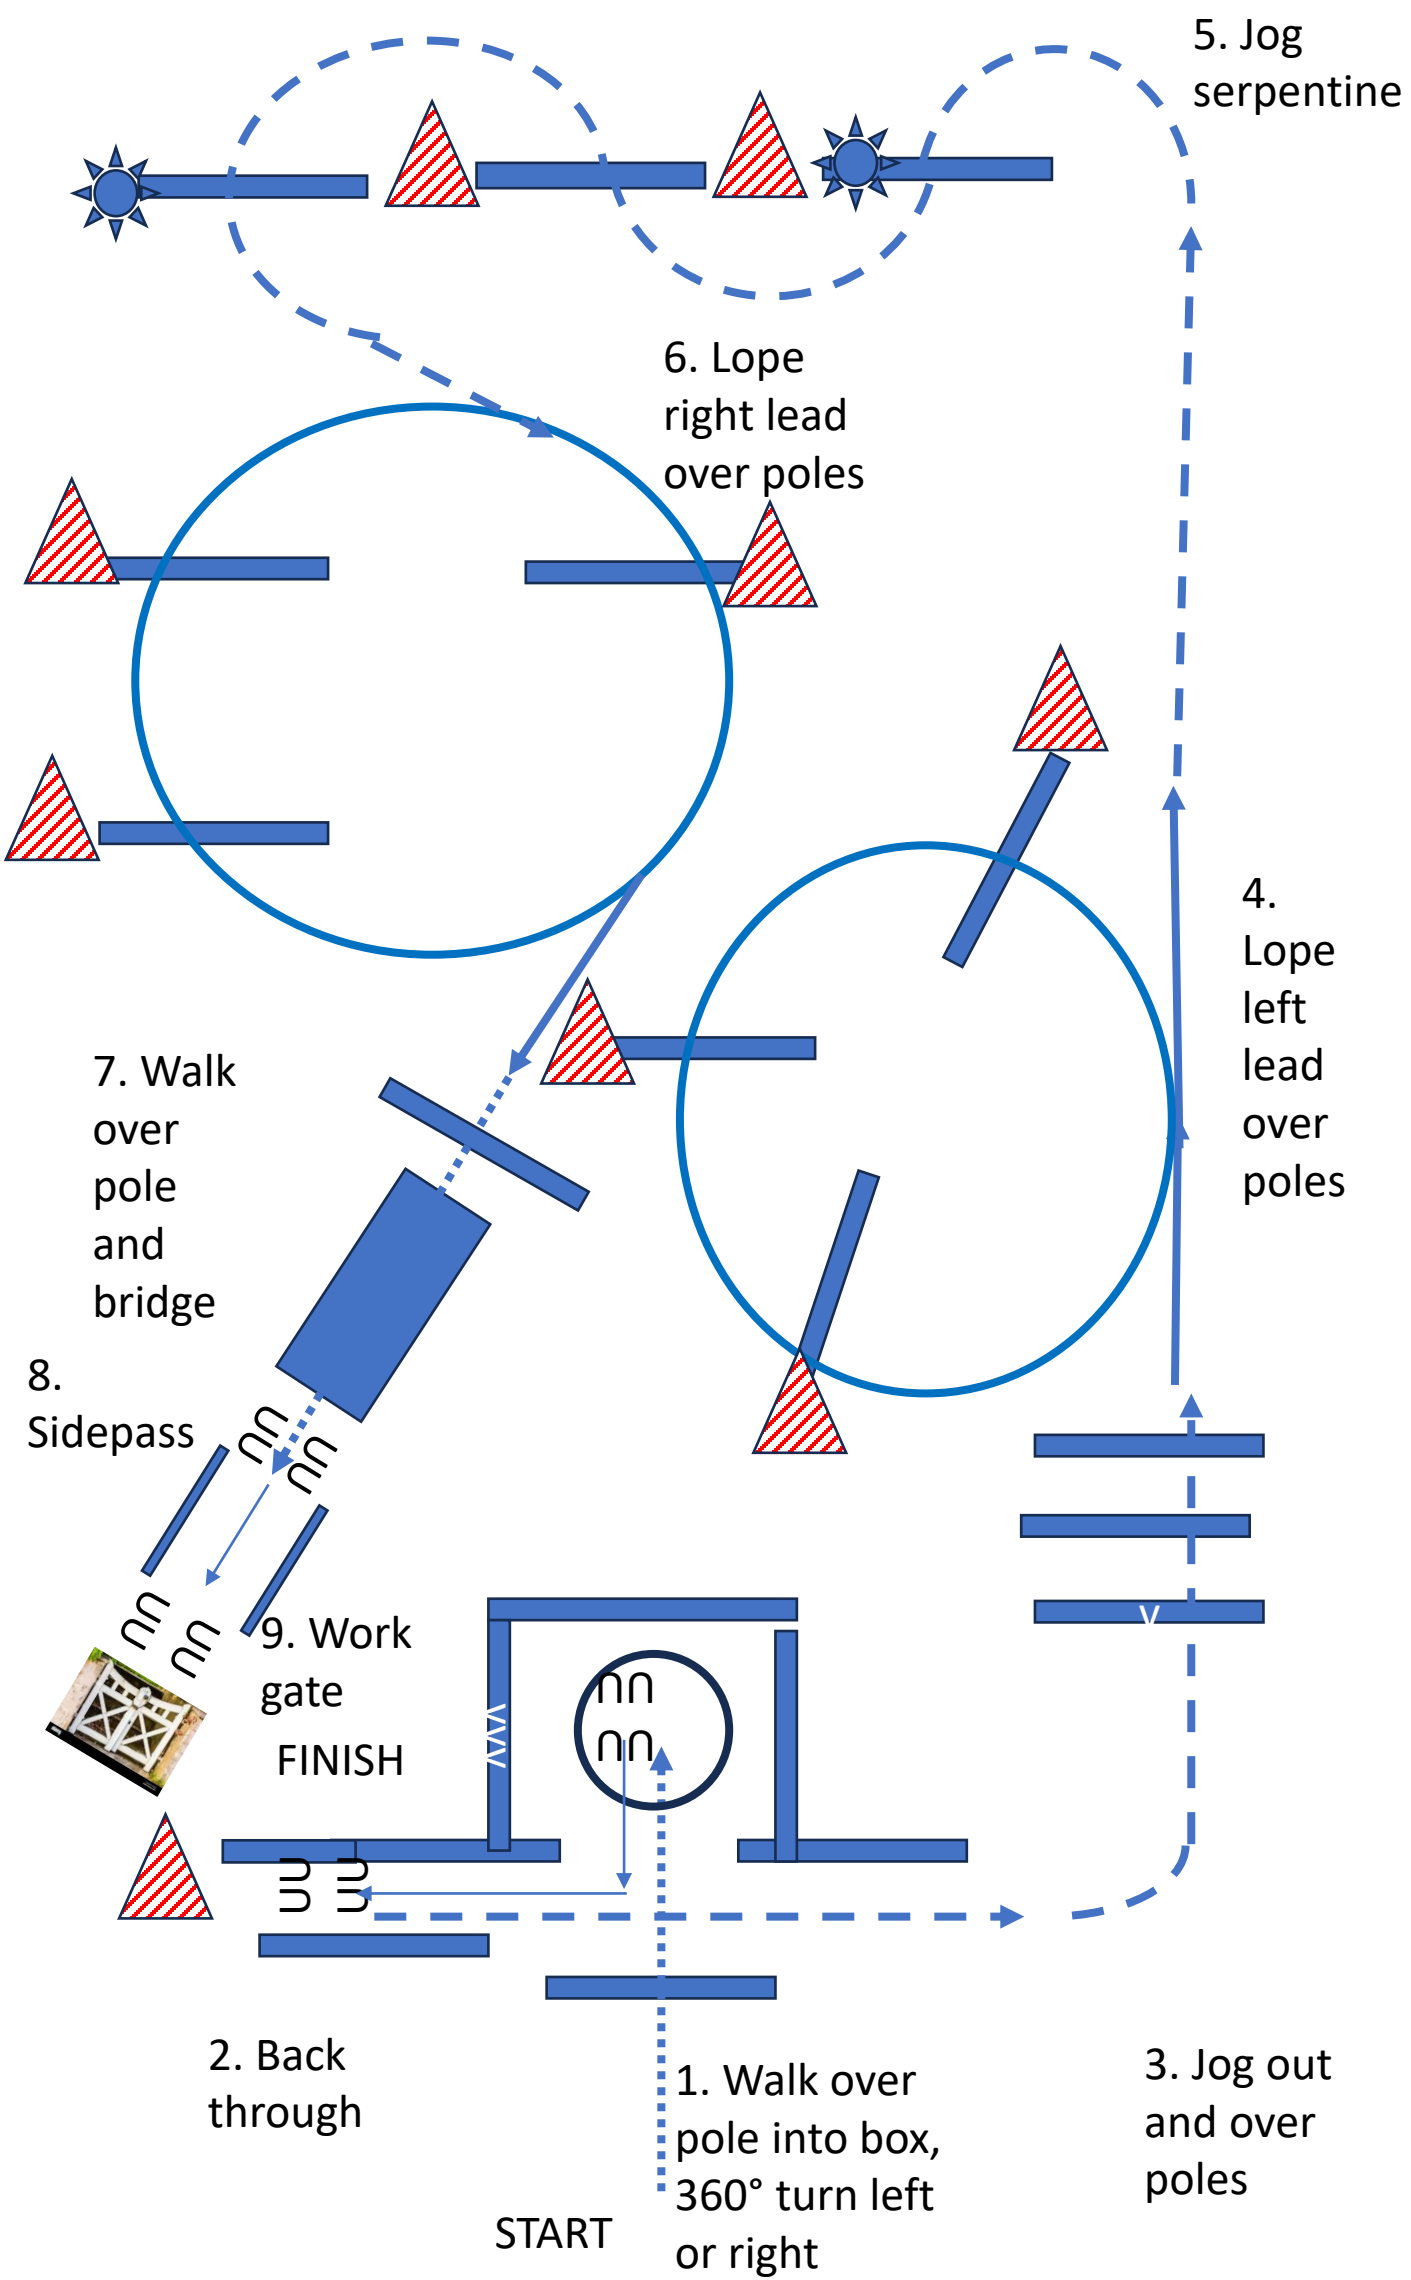 5. Jog
serpentine
6. Lope
right lead
over poles
4.
Lope
left
lead
over
poles
7. Walk
over
pole
and
bridge
8.
Sidepass
9. Work
gate
FINISH
2. Back
through
1. Walk over
pole into box,
360° turn left
or right
START
3. Jog out
and over
poles